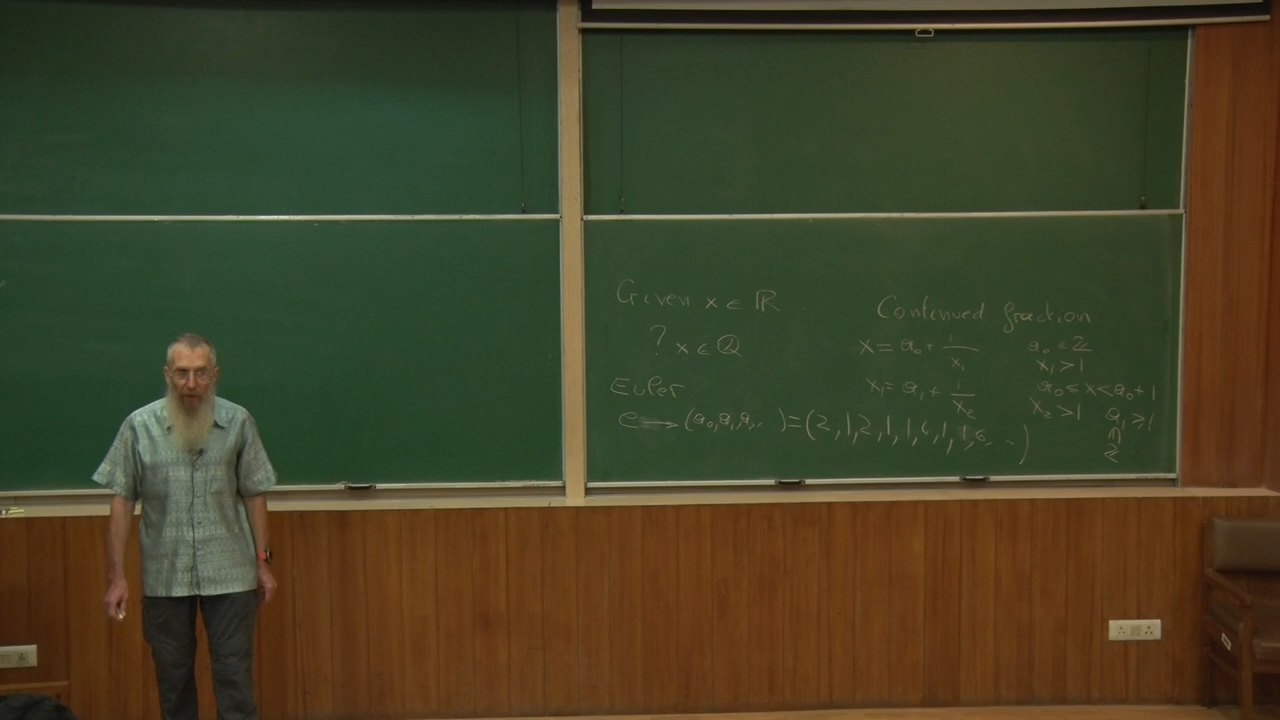 Given x ∈ ℝ
? x ∈ ℚ
Euler
e → (a₀, a₁, a₂, . . ) = (2, 1, 2, 1, 1, 4, 1, 1, 6, . . )
Continued fraction
x = a₀ + 1/x₁ a₀ ∈ ℤ
x₁ > 1
x₁ = a₁ + 1/x₂ a₀ ≤ x < a₀ + 1
x₂ > 1 a₁ ≥ 1